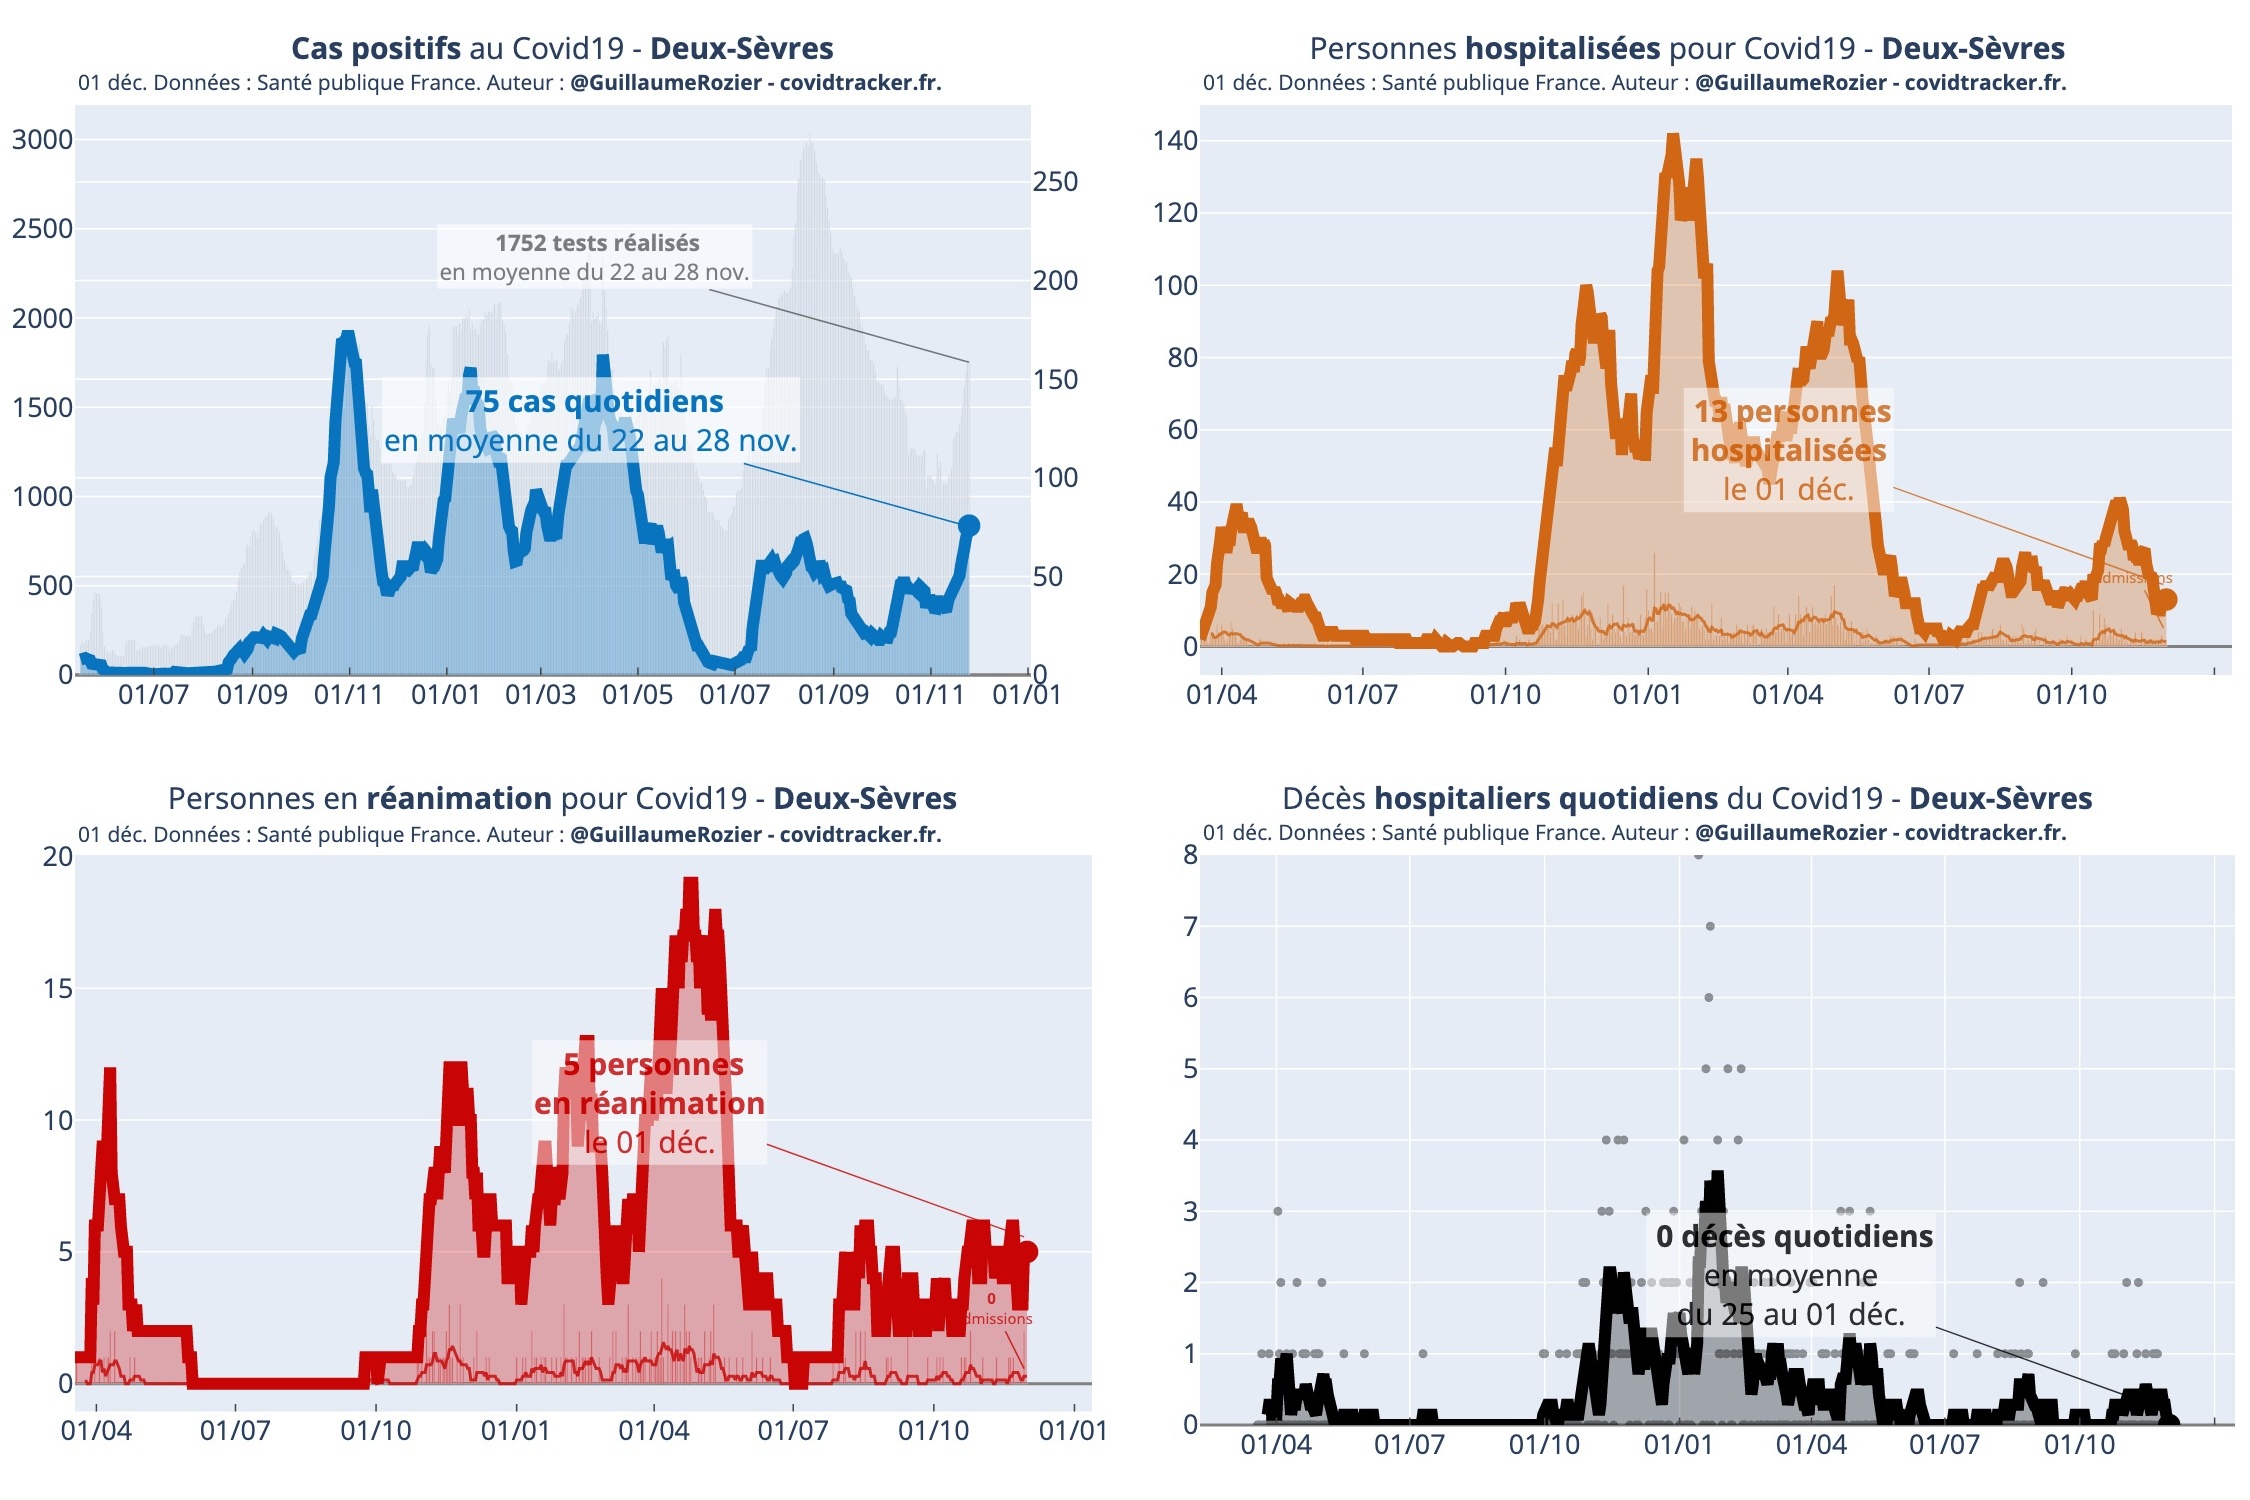 Cas positifs au Covid19 - Deux-Sèvres
01 déc. Données : Santé publique France. Auteur : @GuillaumeRozier - covidtracker.fr.
3000
2500
2000
1500
1000
500
0
250
200
150
100
50
0
1752 tests réalisés
en moyenne du 22 au 28 nov.
75 cas quotidiens
en moyenne du 22 au 28 nov.
01/07 01/09 01/11 01/01 01/03 01/05 01/07 01/09 01/11 01/01
Personnes hospitalisées pour Covid19 - Deux-Sèvres
01 déc. Données : Santé publique France. Auteur : @GuillaumeRozier - covidtracker.fr.
140
120
100
80
60
40
20
0
13 personnes
hospitalisées
le 01 déc.
01/04 01/07 01/10 01/01 01/04 01/07 01/10
Personnes en réanimation pour Covid19 - Deux-Sèvres
01 déc. Données : Santé publique France. Auteur : @GuillaumeRozier - covidtracker.fr.
20
15
10
5
0
5 personnes
en réanimation
le 01 déc.
0
dmissions
01/04 01/07 01/10 01/01 01/04 01/07 01/10 01/01
Décès hospitaliers quotidiens du Covid19 - Deux-Sèvres
01 déc. Données : Santé publique France. Auteur : @GuillaumeRozier - covidtracker.fr.
8
7
6
5
4
3
2
1
0
0 décès quotidiens
en moyenne
du 25 au 01 déc.
01/04 01/07 01/10 01/01 01/04 01/07 01/10